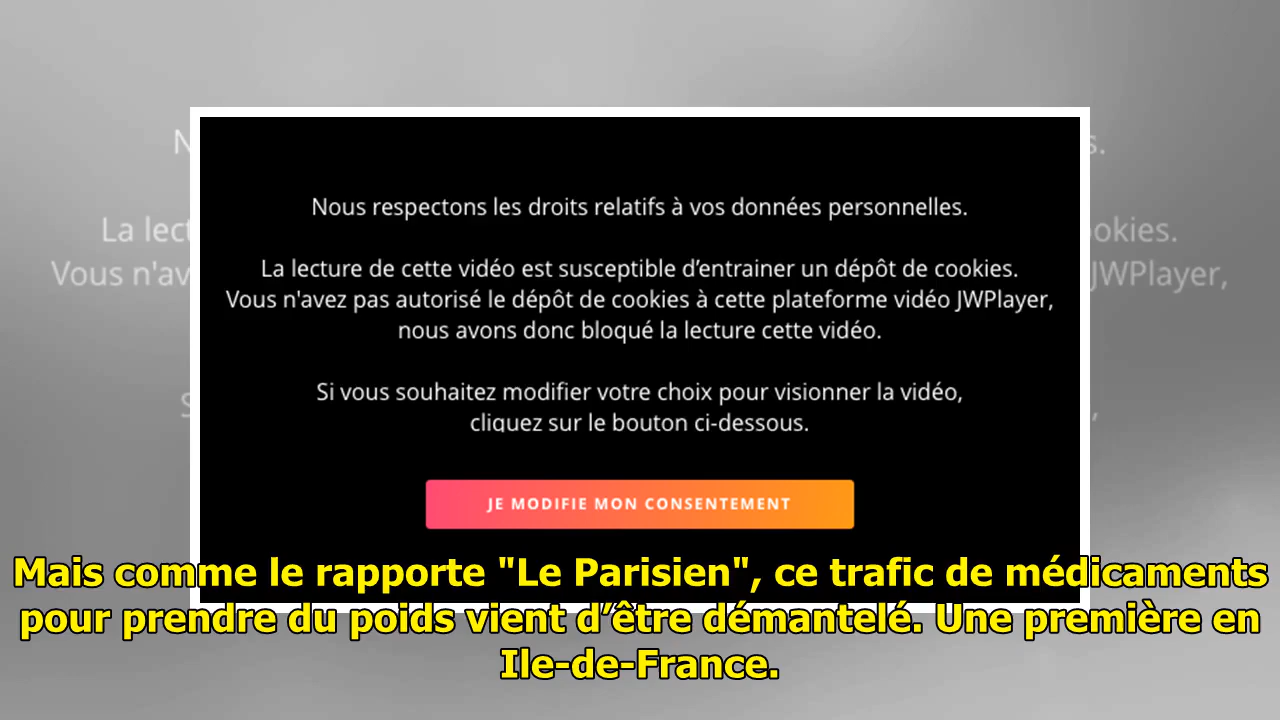 Nous respectons les droits relatifs à vos données personnelles.
La lecture de cette vidéo est susceptible d’entrainer un dépôt de cookies.
Vous n'avez pas autorisé le dépôt de cookies à cette plateforme vidéo JWPlayer,
nous avons donc bloqué la lecture cette vidéo.
Si vous souhaitez modifier votre choix pour visionner la vidéo,
cliquez sur le bouton ci-dessous.
JE MODIFIE MON CONSENTEMENT
Mais comme le rapporte "Le Parisien", ce trafic de médicaments
pour prendre du poids vient d’être démantelé. Une première en
Ile-de-France.